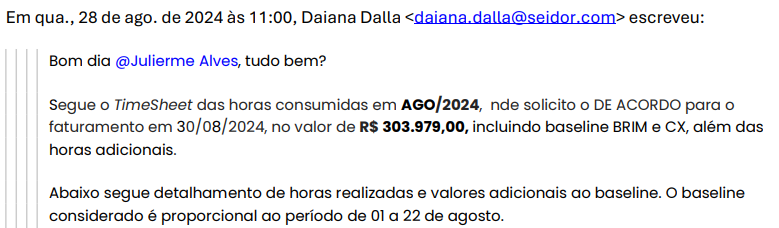 Em qua., 28 de ago. de 2024 às 11:00, Daiana Dalla <daiana.dalla@seidor.com> escreveu:
Bom dia @Julierme Alves, tudo bem?
Segue o TimeSheet das horas consumidas em AGO/2024,  nde solicito o DE ACORDO para o
faturamento em 30/08/2024, no valor de R$ 303.979,00, incluindo baseline BRIM e CX, além das
horas adicionais.
Abaixo segue detalhamento de horas realizadas e valores adicionais ao baseline. O baseline
considerado é proporcional ao período de 01 a 22 de agosto.